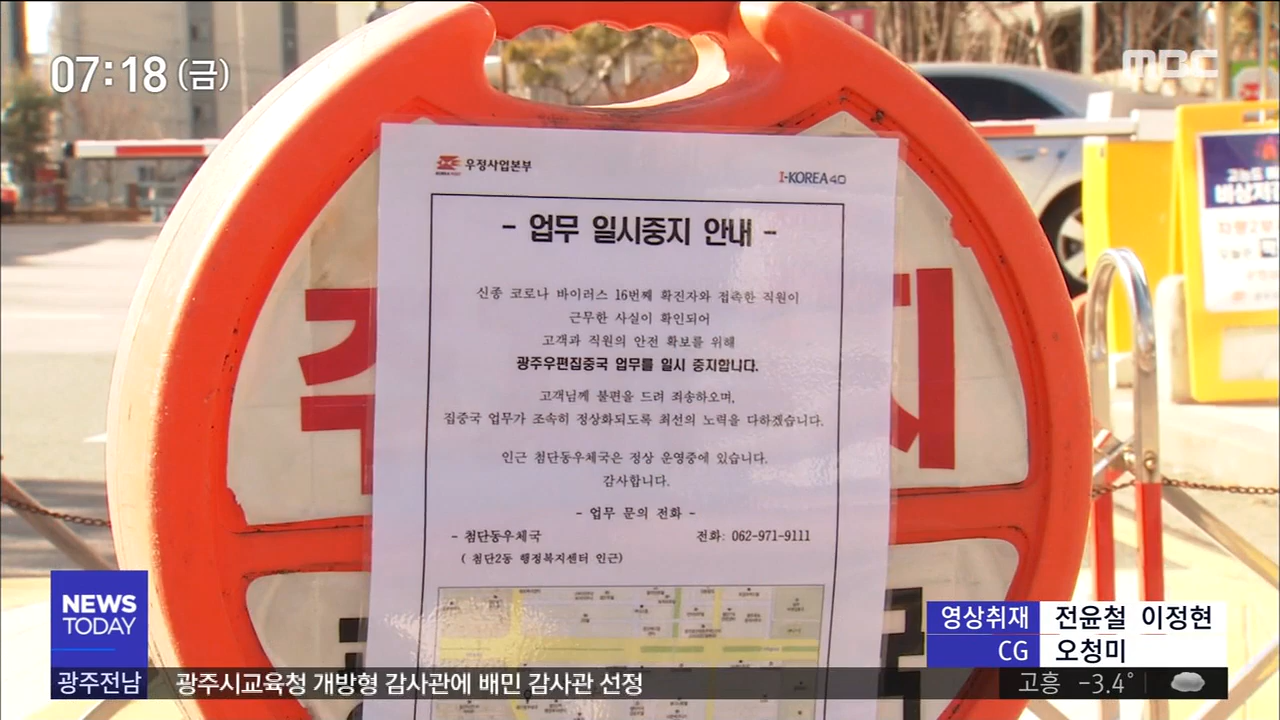 07:18 (금)
MBC
우정사업본부
KOREA POST
I-KOREA 4.0
- 업무 일시중지 안내 -
신종 코로나 바이러스 16번째 확진자와 접촉한 직원이
근무한 사실이 확인되어
고객과 직원의 안전 확보를 위해
광주우편집중국 업무를 일시 중지합니다.
고객님께 불편을 드려 죄송하오며,
집중국 업무가 조속히 정상화되도록 최선의 노력을 다하겠습니다.
인근 첨단동우체국은 정상 운영중에 있습니다.
감사합니다.
- 업무 문의 전화 -
- 첨단동우체국 전화: 062-971-9111
( 첨단2동 행정복지센터 인근)
차량2부
NEWS
TODAY
영상취재 전윤철 이정현
CG 오청미
광주전남 광주시교육청 개방형 감사관에 배민 감사관 선정
고흥 -3.4°